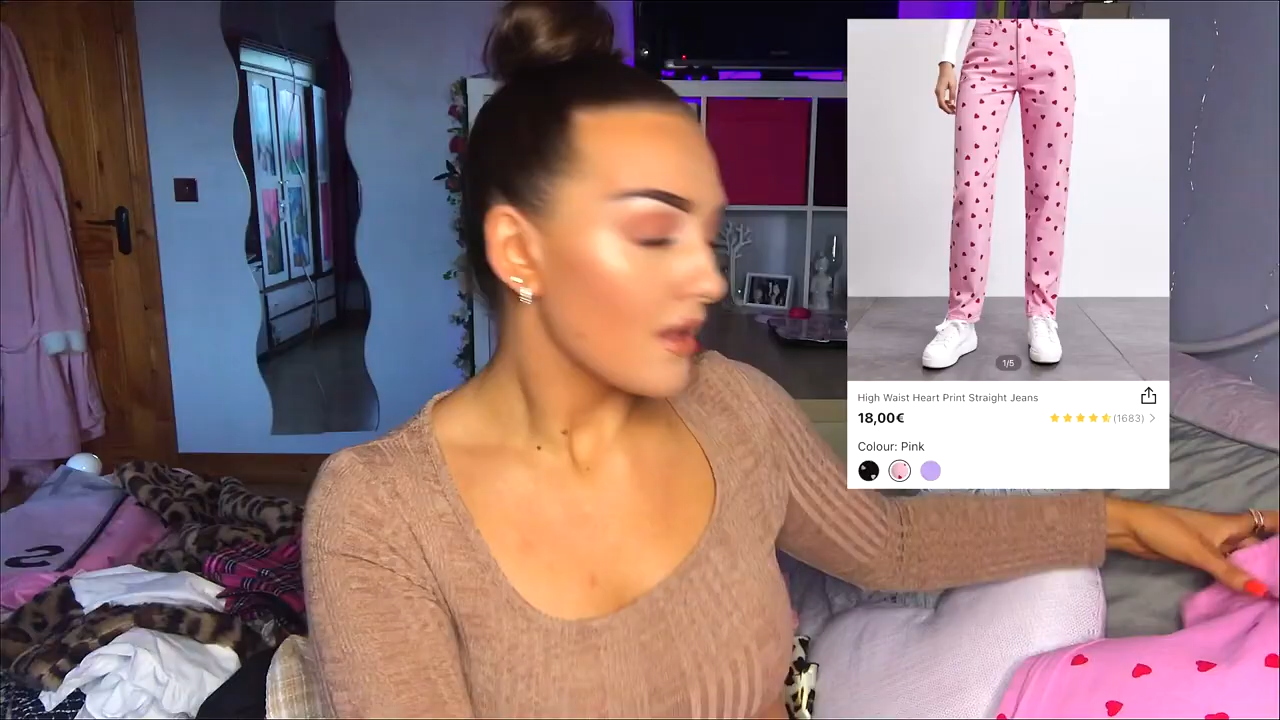 1/5
High Waist Heart Print Straight Jeans
18,00€
(1683)
Colour: Pink